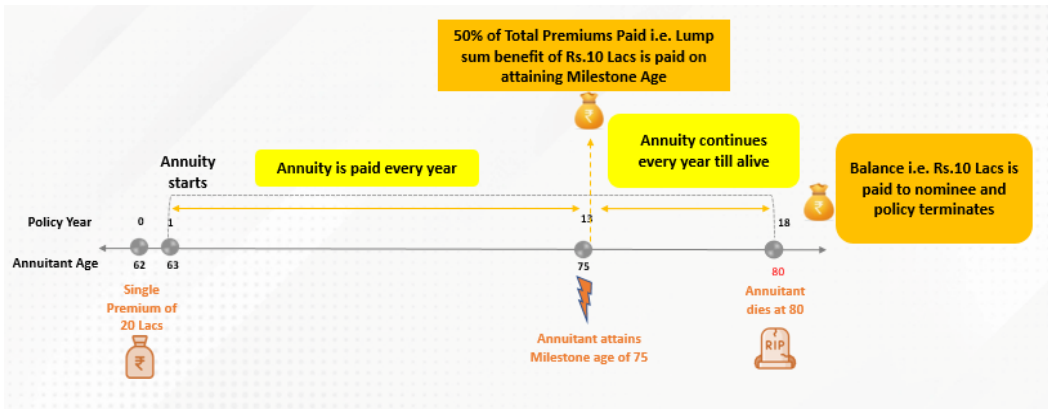 50% of Total Premiums Paid i.e. Lump
sum benefit of Rs.10 Lacs is paid on
attaining Milestone Age
Annuity continues
every year till alive
Annuity
starts
Annuity is paid every year
Balance i.e. Rs.10 Lacs is
paid to nominee and
policy terminates
₹
₹
Policy Year 0 1 13 18
Annuitant Age 62 63 75 80
Single
Premium of
20 Lacs
₹
Annuitant attains
Milestone age of 75
Annuitant
dies at 80
RIP